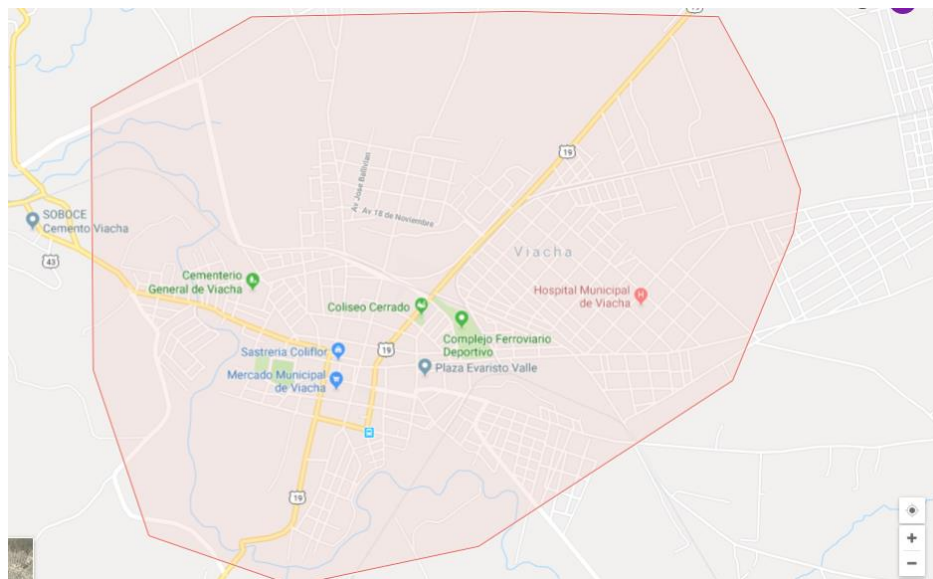 19
19
Av José Ballivian
Av 18 de Noviembre
SOBOCE
Cemento Viacha
Viacha
43
Cementerio
General de Viacha
Hospital Municipal
de Viacha
H
Coliseo Cerrado
Complejo Ferroviario
Deportivo
Sastreria Coliflor
19
Plaza Evaristo Valle
Mercado Municipal
de Viacha
19
+
−